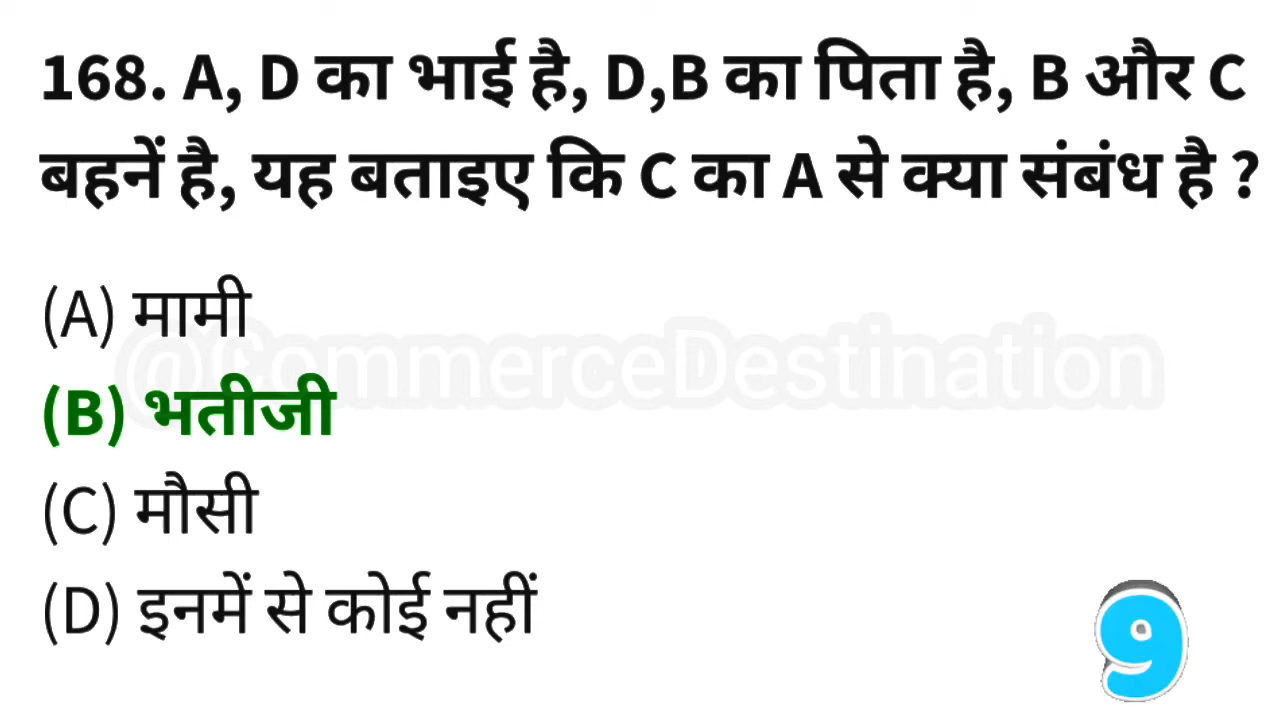 168. A, D का भाई है, D,B का पिता है, B और C
बहनें है, यह बताइए कि C का A से क्या संबंध है ?
(A) मामी
@CommerceDestination
(B) भतीजी
(C) मौसी
(D) इनमें से कोई नहीं
9